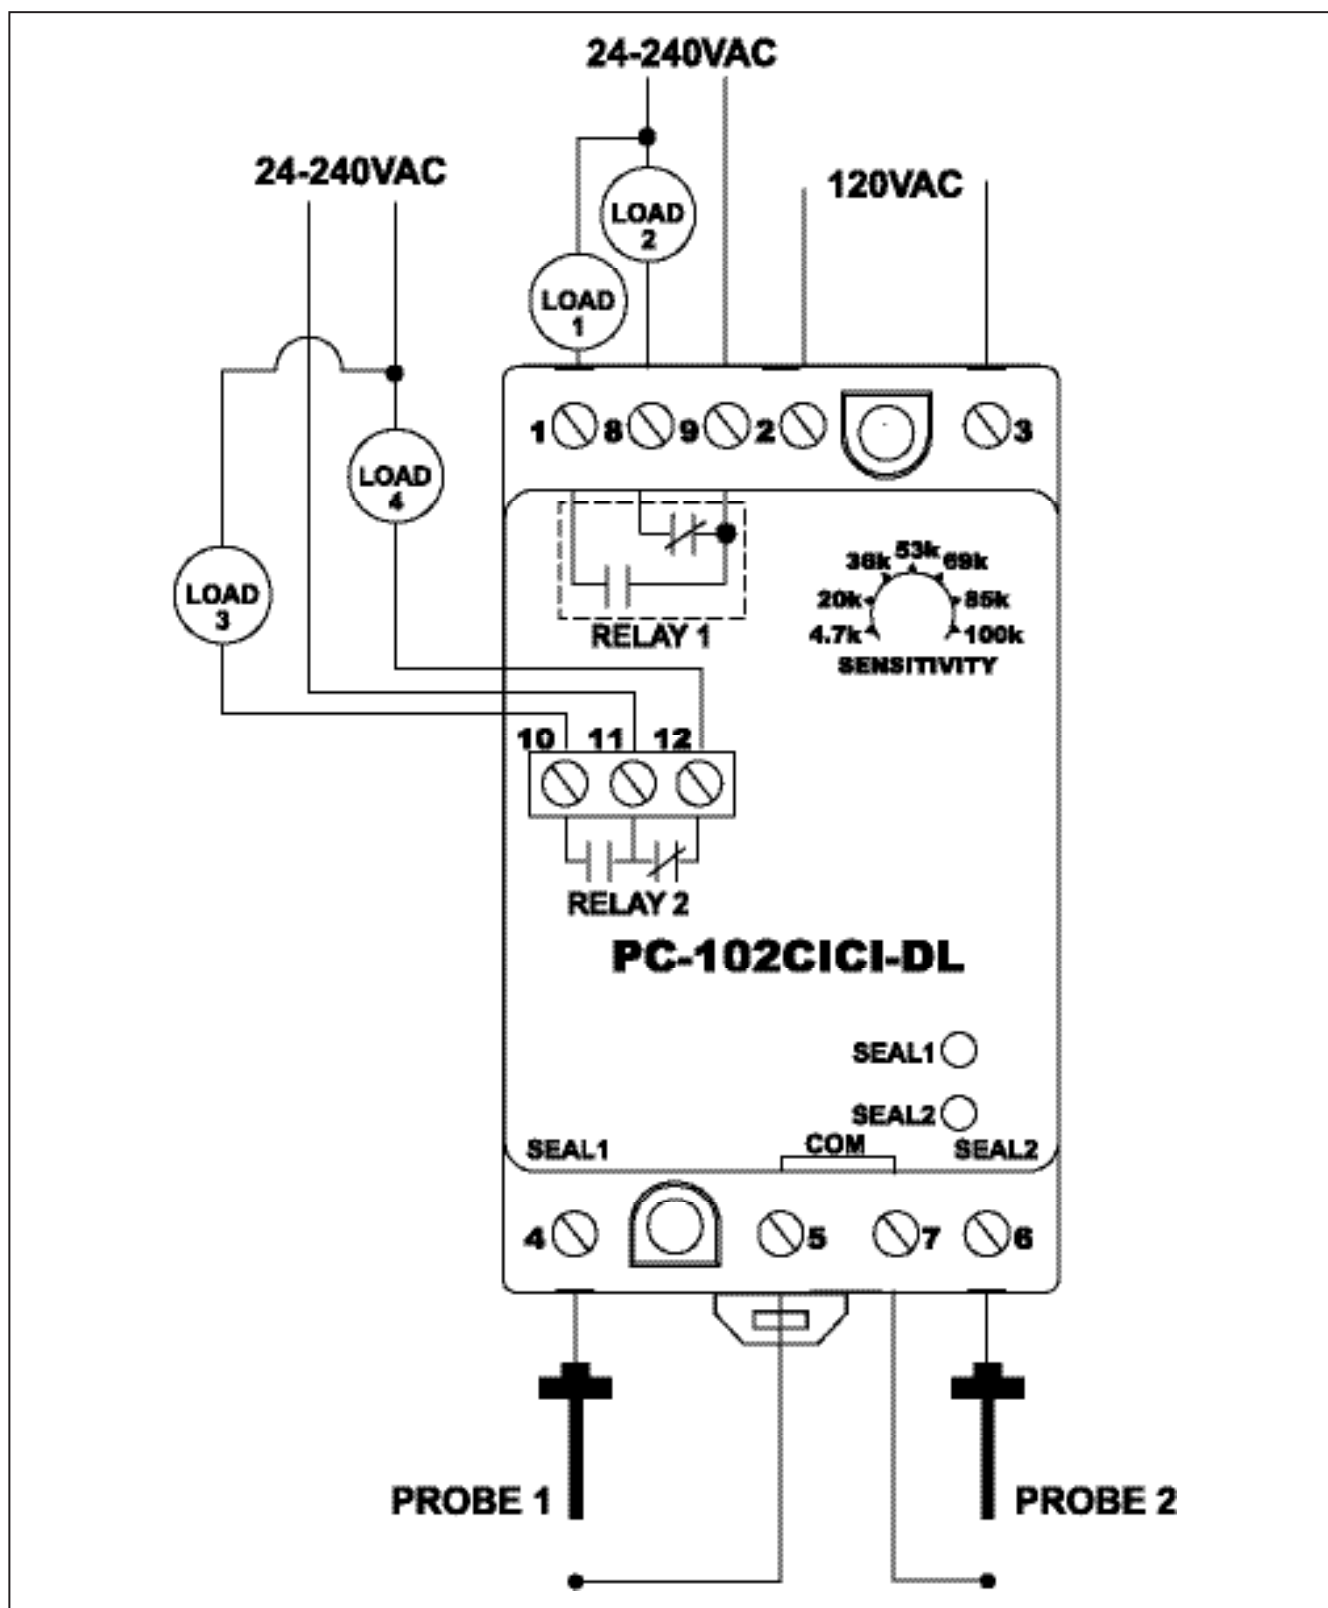 24-240VAC
24-240VAC
120VAC
LOAD
2
LOAD
1
1 8 9 2 3
LOAD
4
LOAD
3
RELAY 1
53k
36k 69k
20k 85k
4.7k 100k
SENSITIVITY
10 11 12
RELAY 2
PC-102CICI-DL
SEAL1
SEAL2
SEAL1 COM SEAL2
4 5 7 6
PROBE 1 PROBE 2